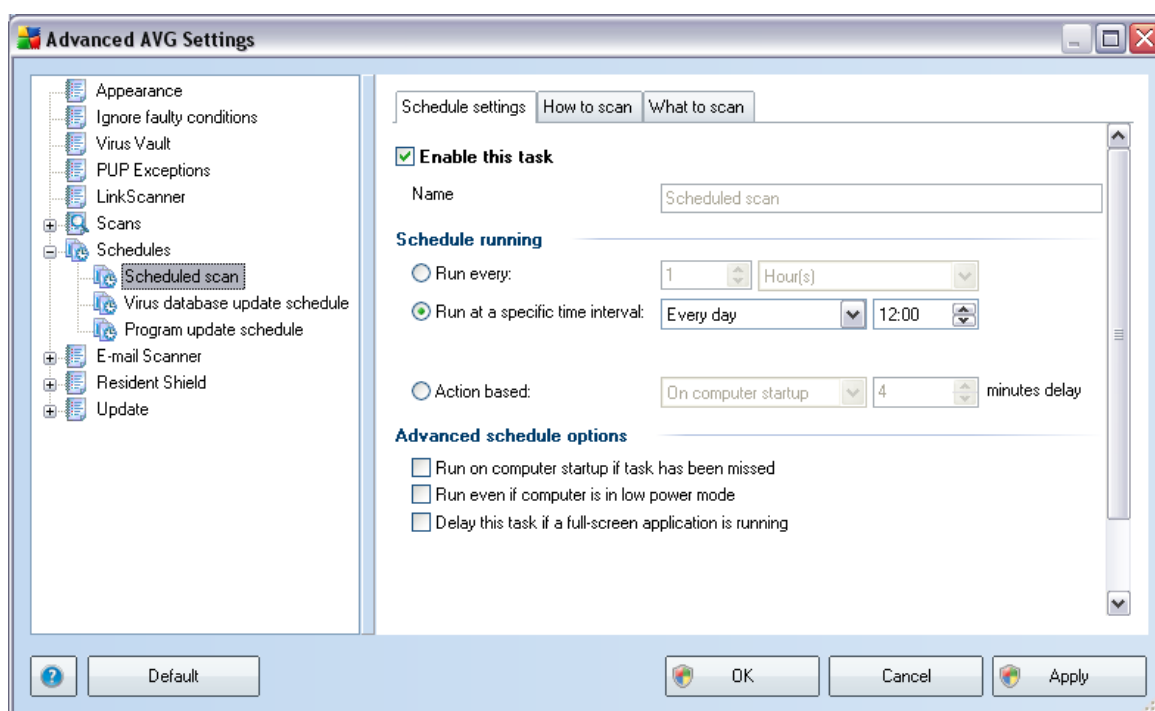 Advanced AVG Settings
Appearance
Ignore faulty conditions
Virus Vault
PUP Exceptions
LinkScanner
Scans
Schedules
Scheduled scan
Virus database update schedule
Program update schedule
E-mail Scanner
Resident Shield
Update
Schedule settings How to scan What to scan
Enable this task
Name Scheduled scan
Schedule running
Run every: 1 Hour(s)
Run at a specific time interval: Every day 12:00
Action based: On computer startup 4 minutes delay
Advanced schedule options
Run on computer startup if task has been missed
Run even if computer is in low power mode
Delay this task if a full-screen application is running
? Default OK Cancel Apply